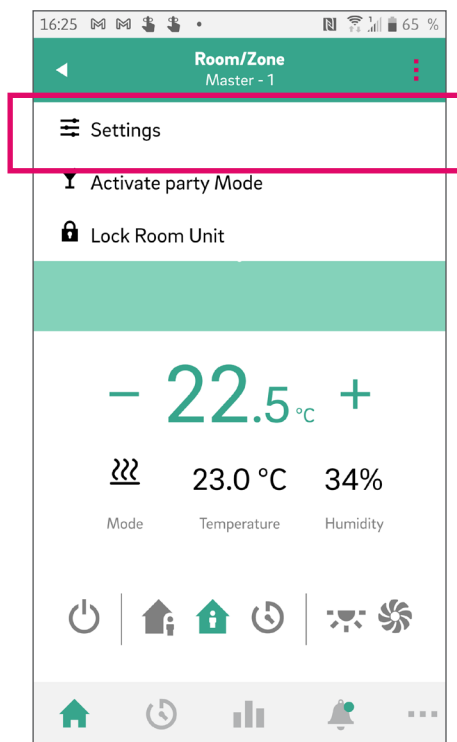 16:25 65 %
Room/Zone
Master - 1
Settings
Activate party Mode
Lock Room Unit
− 22.5 °C +
23.0 °C 34%
Mode Temperature Humidity